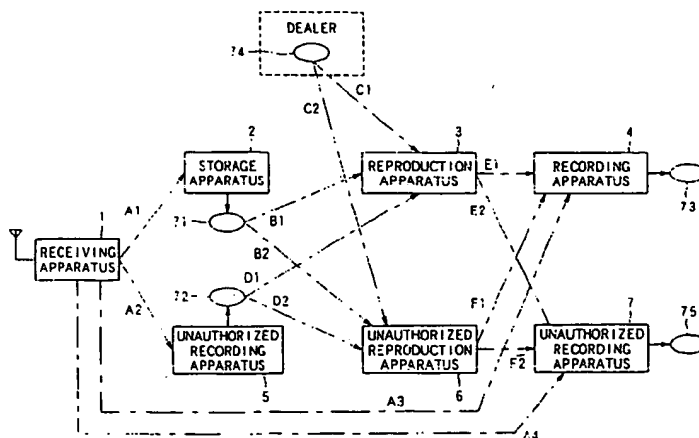 DEALER
74
C1
C2
2
3
4
STORAGE
APPARATUS
REPRODUCTION
APPARATUS
E1
RECORDING
APPARATUS
A1
71
B1
E2
73
RECEIVING
APPARATUS
B2
D1
72
D2
F1
7
75
A2
UNAUTHORIZED
RECORDING
APPARATUS
UNAUTHORIZED
REPRODUCTION
APPARATUS
F2
UNAUTHORIZED
RECORDING
APPARATUS
5
A3
6
A4